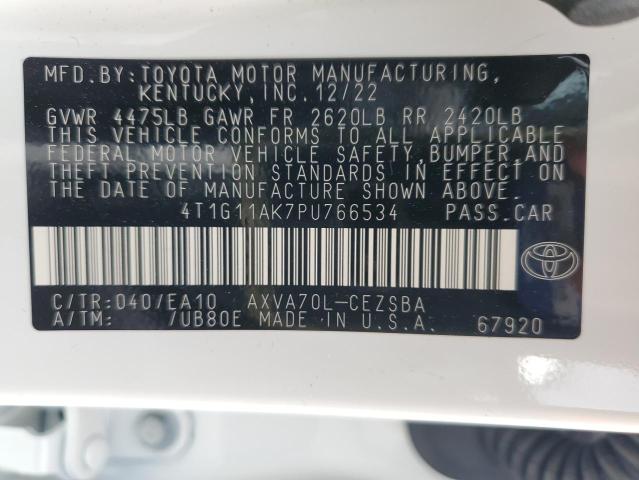 MFD.BY:TOYOTA MOTOR MANUFACTURING,
KENTUCKY,INC.12/22
GVWR 4475LB GAWR FR 2620LB RR 2420LB
THIS VEHICLE CONFORMS TO ALL APPLICABLE
FEDERAL MOTOR VEHICLE SAFETY,BUMPER,AND
THEFT PREVENTION STANDARDS IN EFFECT ON
THE DATE OF MANUFACTURE SHOWN ABOVE.
4T1G11AK7PU766534 PASS.CAR
C/TR:040/EA10 AXVA70L-CEZSBA
A/TM: /UB80E MADE IN U.S.A. 67920